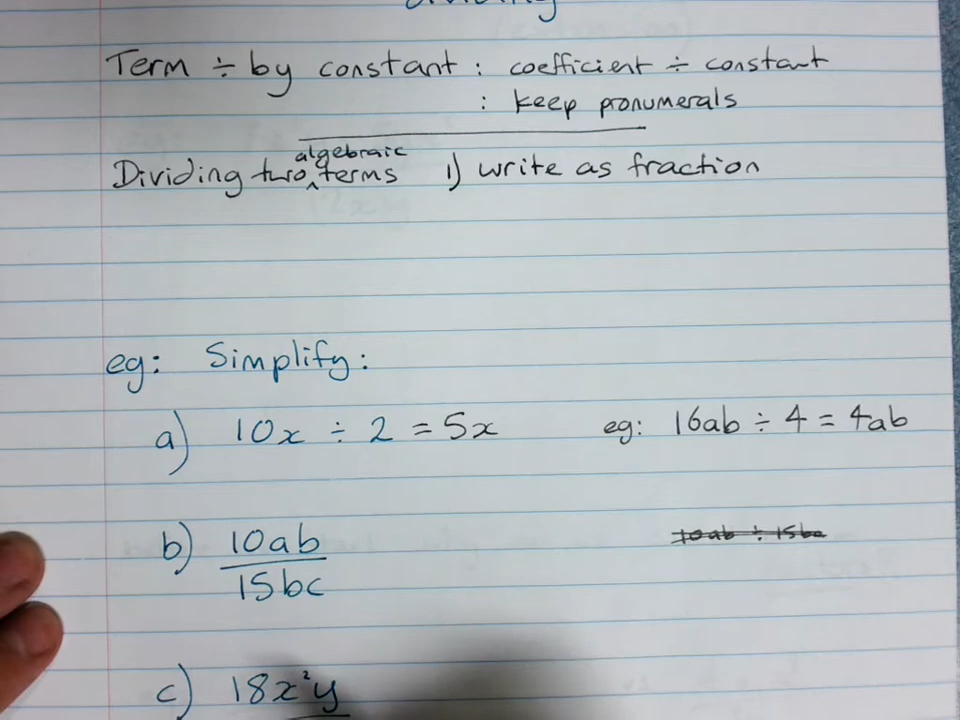 dividing
Term ÷ by constant : coefficient ÷ constant
: keep pronumerals
algebraic
Dividing two ^ terms 1) write as fraction
eg: Simplify:
a) 10x ÷ 2 = 5x eg: 16ab ÷ 4 = 4ab
b) 10ab
15bc
10ab ÷ 15bc
c) 18x²y